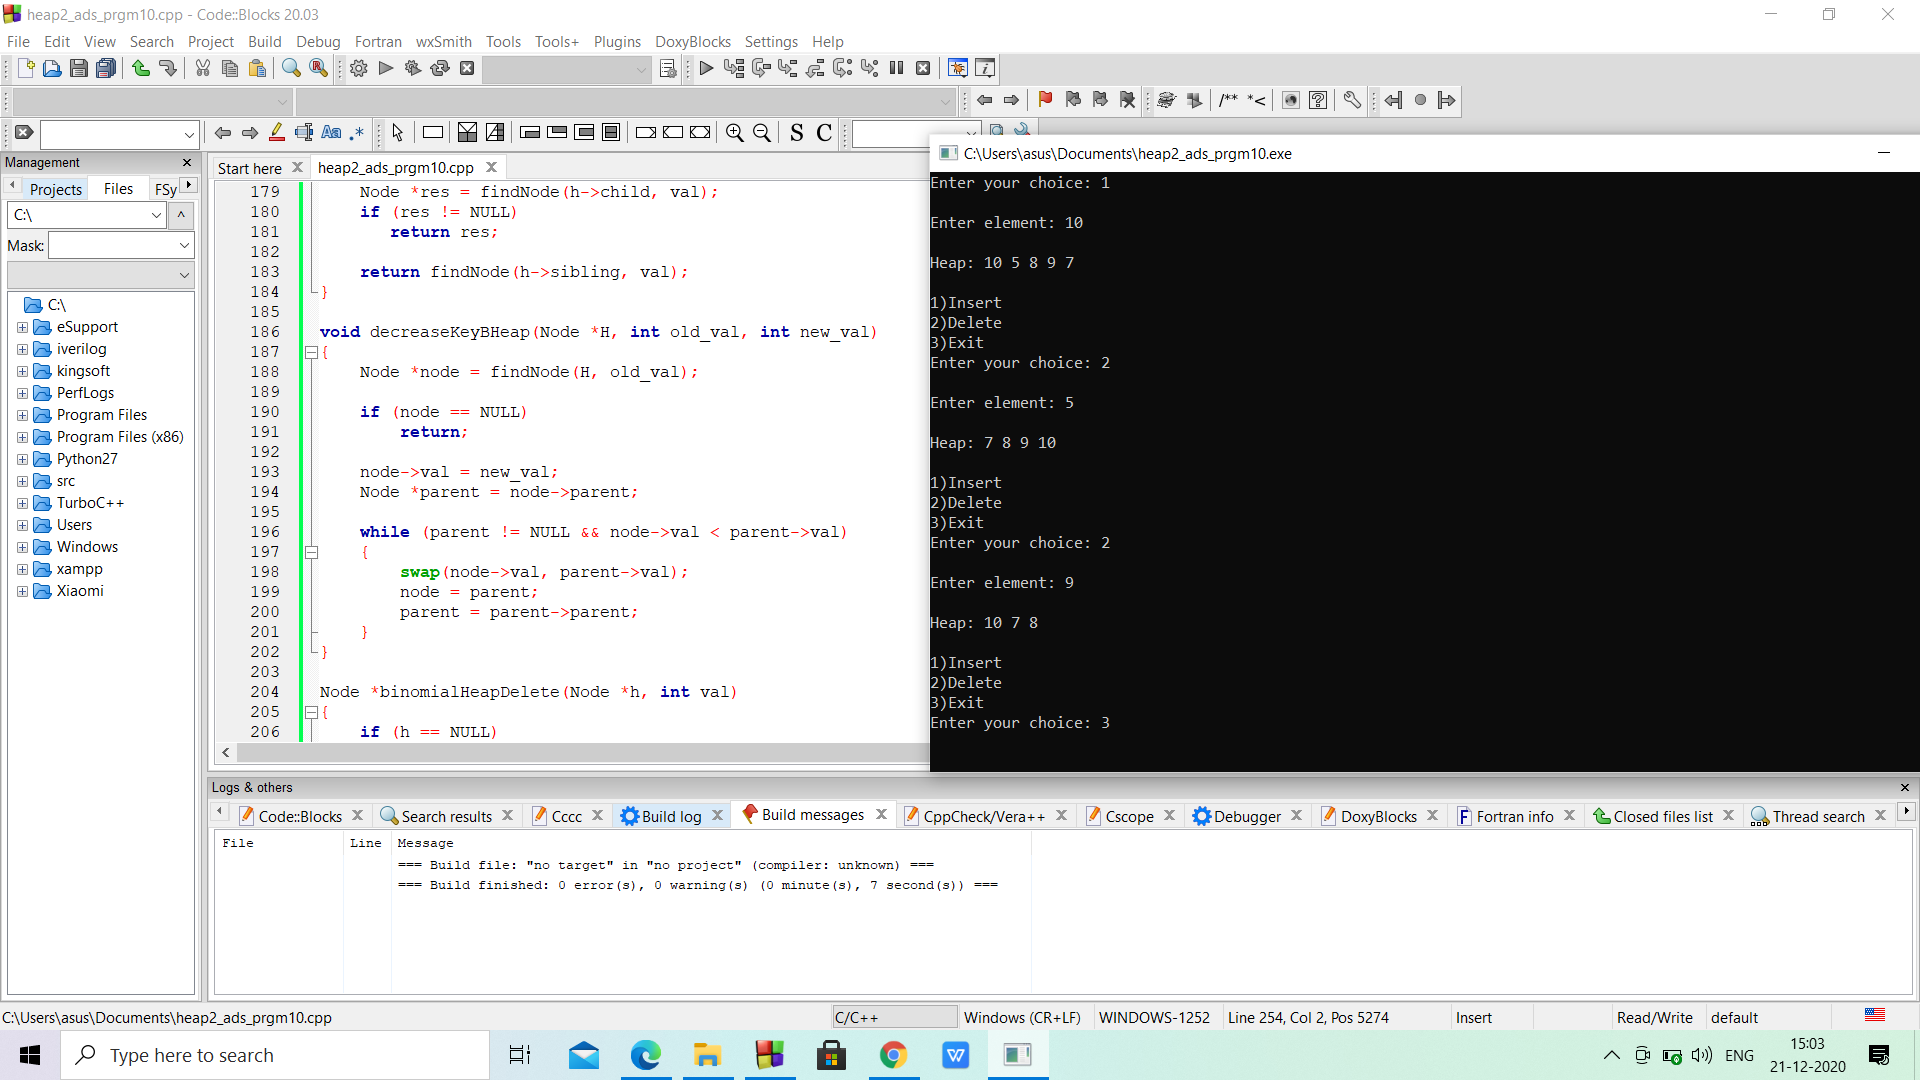 heap2_ads_prgm10.cpp - Code::Blocks 20.03
File Edit View Search Project Build Debug Fortran wxSmith Tools Tools+ Plugins DoxyBlocks Settings Help
/** *<
Aa .* S C
Management
Projects Files FSy
C:\
Mask:
C:\
eSupport
iverilog
kingsoft
PerfLogs
Program Files
Program Files (x86)
Python27
src
TurboC++
Users
Windows
xampp
Xiaomi
Start here heap2_ads_prgm10.cpp
179 Node *res = findNode(h->child, val);
180 if (res != NULL)
181 return res;
182
183 return findNode(h->sibling, val);
184 }
185
186 void decreaseKeyBHeap(Node *H, int old_val, int new_val)
187 {
188 Node *node = findNode(H, old_val);
189
190 if (node == NULL)
191 return;
192
193 node->val = new_val;
194 Node *parent = node->parent;
195
196 while (parent != NULL && node->val < parent->val)
197 {
198 swap(node->val, parent->val);
199 node = parent;
200 parent = parent->parent;
201 }
202 }
203
204 Node *binomialHeapDelete(Node *h, int val)
205 {
206 if (h == NULL)
C:\Users\asus\Documents\heap2_ads_prgm10.exe
Enter your choice: 1
Enter element: 10
Heap: 10 5 8 9 7
1)Insert
2)Delete
3)Exit
Enter your choice: 2
Enter element: 5
Heap: 7 8 9 10
1)Insert
2)Delete
3)Exit
Enter your choice: 2
Enter element: 9
Heap: 10 7 8
1)Insert
2)Delete
3)Exit
Enter your choice: 3
Logs & others
Code::Blocks Search results Cccc Build log Build messages CppCheck/Vera++ Cscope Debugger DoxyBlocks Fortran info Closed files list Thread search
File Line Message
=== Build file: "no target" in "no project" (compiler: unknown) ===
=== Build finished: 0 error(s), 0 warning(s) (0 minute(s), 7 second(s)) ===
C:\Users\asus\Documents\heap2_ads_prgm10.cpp C/C++ Windows (CR+LF) WINDOWS-1252 Line 254, Col 2, Pos 5274 Insert Read/Write default
Type here to search
ENG
15:03
21-12-2020